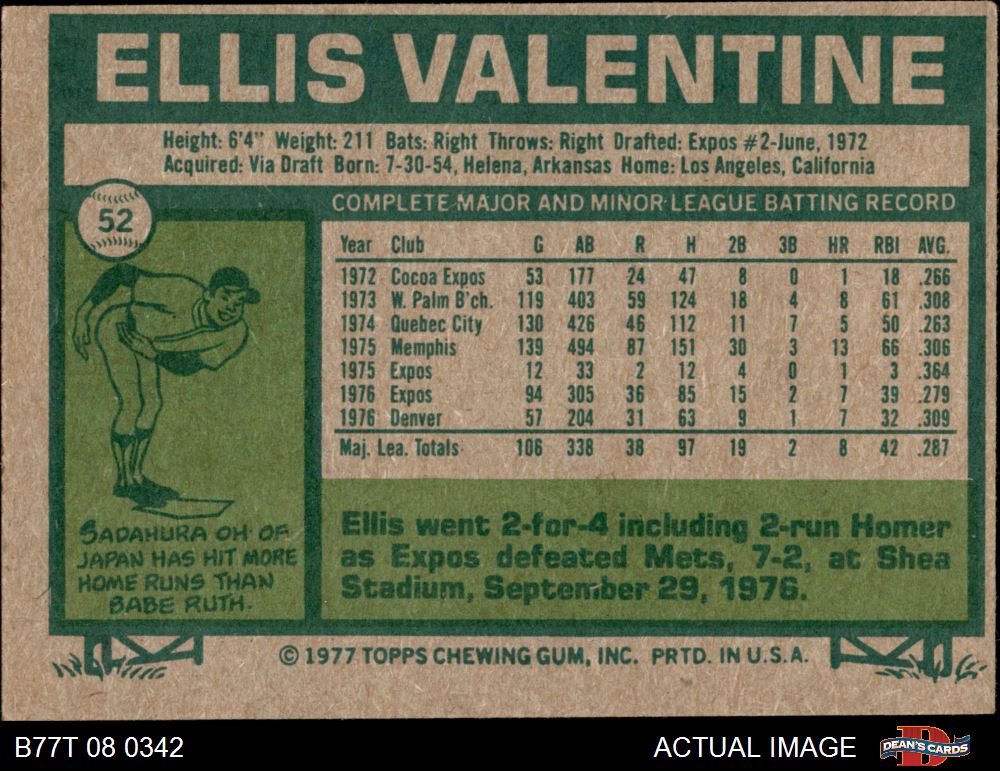 ELLIS VALENTINE
Height: 6'4" Weight: 211 Bats: Right Throws: Right Drafted: Expos #2-June, 1972
Acquired: Via Draft Born: 7-30-54, Helena, Arkansas Home: Los Angeles, California
52
COMPLETE MAJOR AND MINOR LEAGUE BATTING RECORD
Year Club G AB R H 2B 3B HR RBI AVG.
1972 Cocoa Expos 53 177 24 47 8 0 1 18 .266
1973 W. Palm B'ch. 119 403 59 124 18 4 8 61 .308
1974 Quebec City 130 426 46 112 11 7 5 50 .263
1975 Memphis 139 494 87 151 30 3 13 66 .306
1975 Expos 12 33 2 12 4 0 1 3 .364
1976 Expos 94 305 36 85 15 2 7 39 .279
1976 Denver 57 204 31 63 9 1 7 32 .309
Maj. Lea. Totals 106 338 38 97 19 2 8 42 .287
SADAHURA OH OF
JAPAN HAS HIT MORE
HOME RUNS THAN
BABE RUTH.
Ellis went 2-for-4 including 2-run Homer
as Expos defeated Mets, 7-2, at Shea
Stadium, September 29, 1976.
© 1977 TOPPS CHEWING GUM, INC. PRTD. IN U.S.A.
B77T 08 0342
ACTUAL IMAGE
DEAN'S CARDS